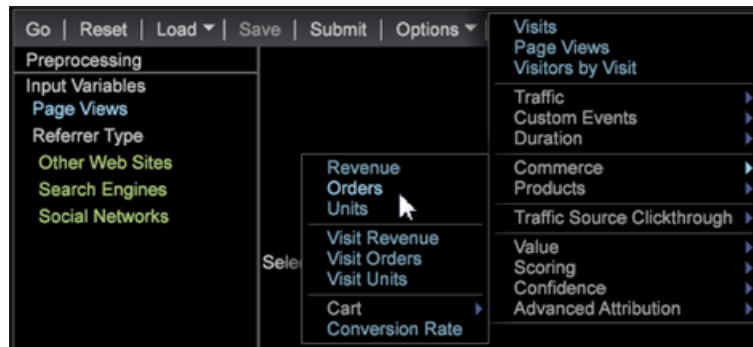 Go | Reset | Load ▼ | Save | Submit | Options ▼
Preprocessing
Input Variables
Page Views
Referrer Type
Other Web Sites
Search Engines
Social Networks
Revenue
Orders
Units
Visit Revenue
Visit Orders
Visit Units
Cart
Conversion Rate
Visits
Page Views
Visitors by Visit
Traffic
Custom Events
Duration
Commerce
Products
Traffic Source Clickthrough
Value
Scoring
Confidence
Advanced Attribution